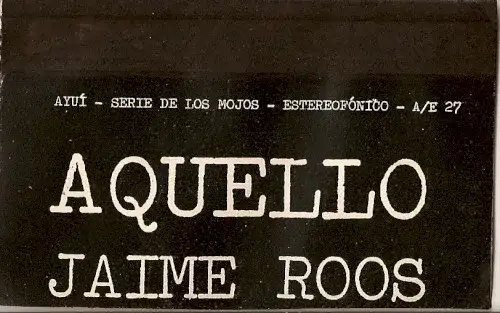 AYUÍ - SERIE DE LOS MOJOS - ESTEREOFÓNICO - A/E 27
AQUELLO
JAIME ROOS